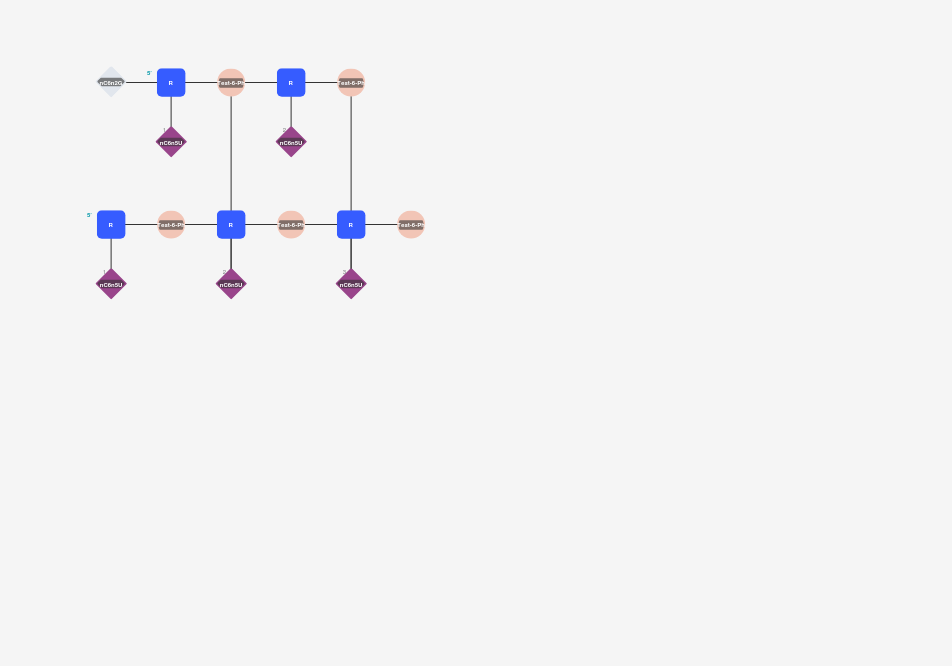 5'
nC6n2G R Test-6-Ph R Test-6-Ph
1 2
nC6n5U nC6n5U
5'
R Test-6-Ph R Test-6-Ph R Test-6-Ph
1 2 3
nC6n5U nC6n5U nC6n5U